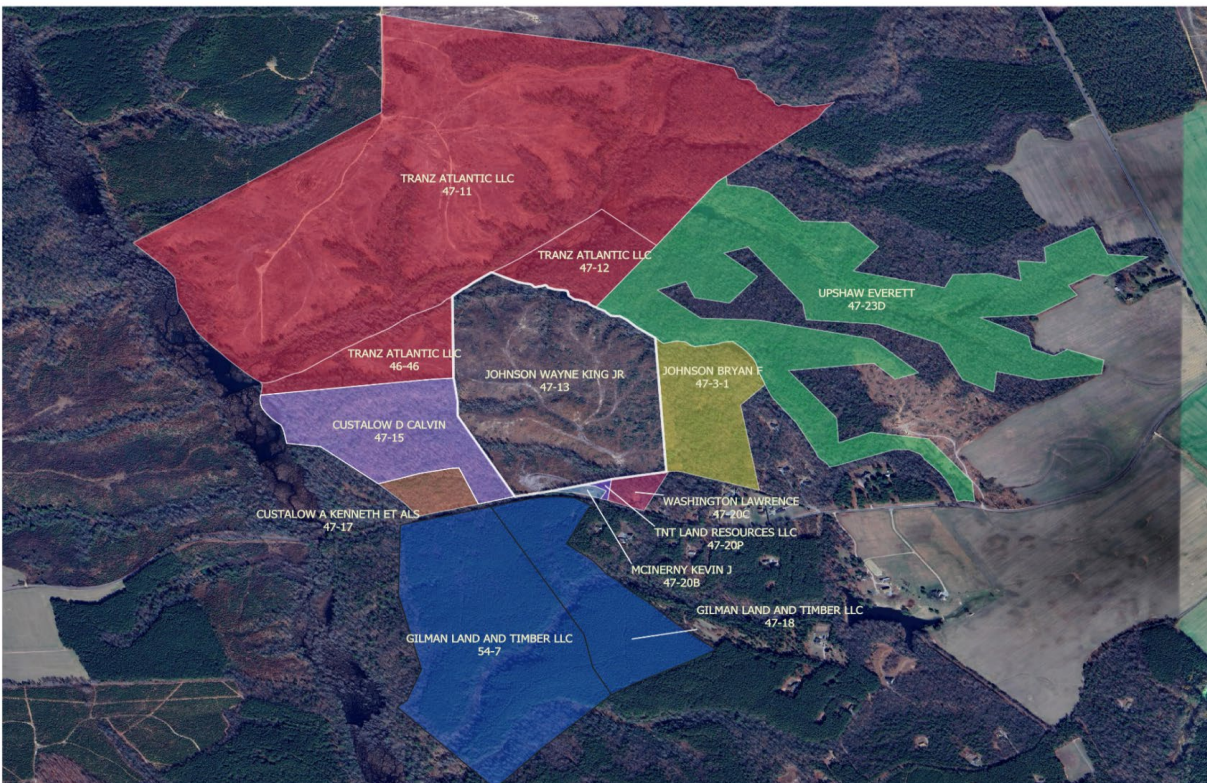 TRANZ ATLANTIC LLC
47-11
TRANZ ATLANTIC LLC
47-12
UPSHAW EVERETT
47-23D
TRANZ ATLANTIC LLC
46-46
JOHNSON WAYNE KING JR
47-13
JOHNSON BRYAN F
47-3-1
CUSTALOW D CALVIN
47-15
CUSTALOW A KENNETH ET ALS
47-17
WASHINGTON LAWRENCE
47-20C
TNT LAND RESOURCES LLC
47-20P
MCINERNY KEVIN J
47-20B
GILMAN LAND AND TIMBER LLC
47-18
GILMAN LAND AND TIMBER LLC
54-7